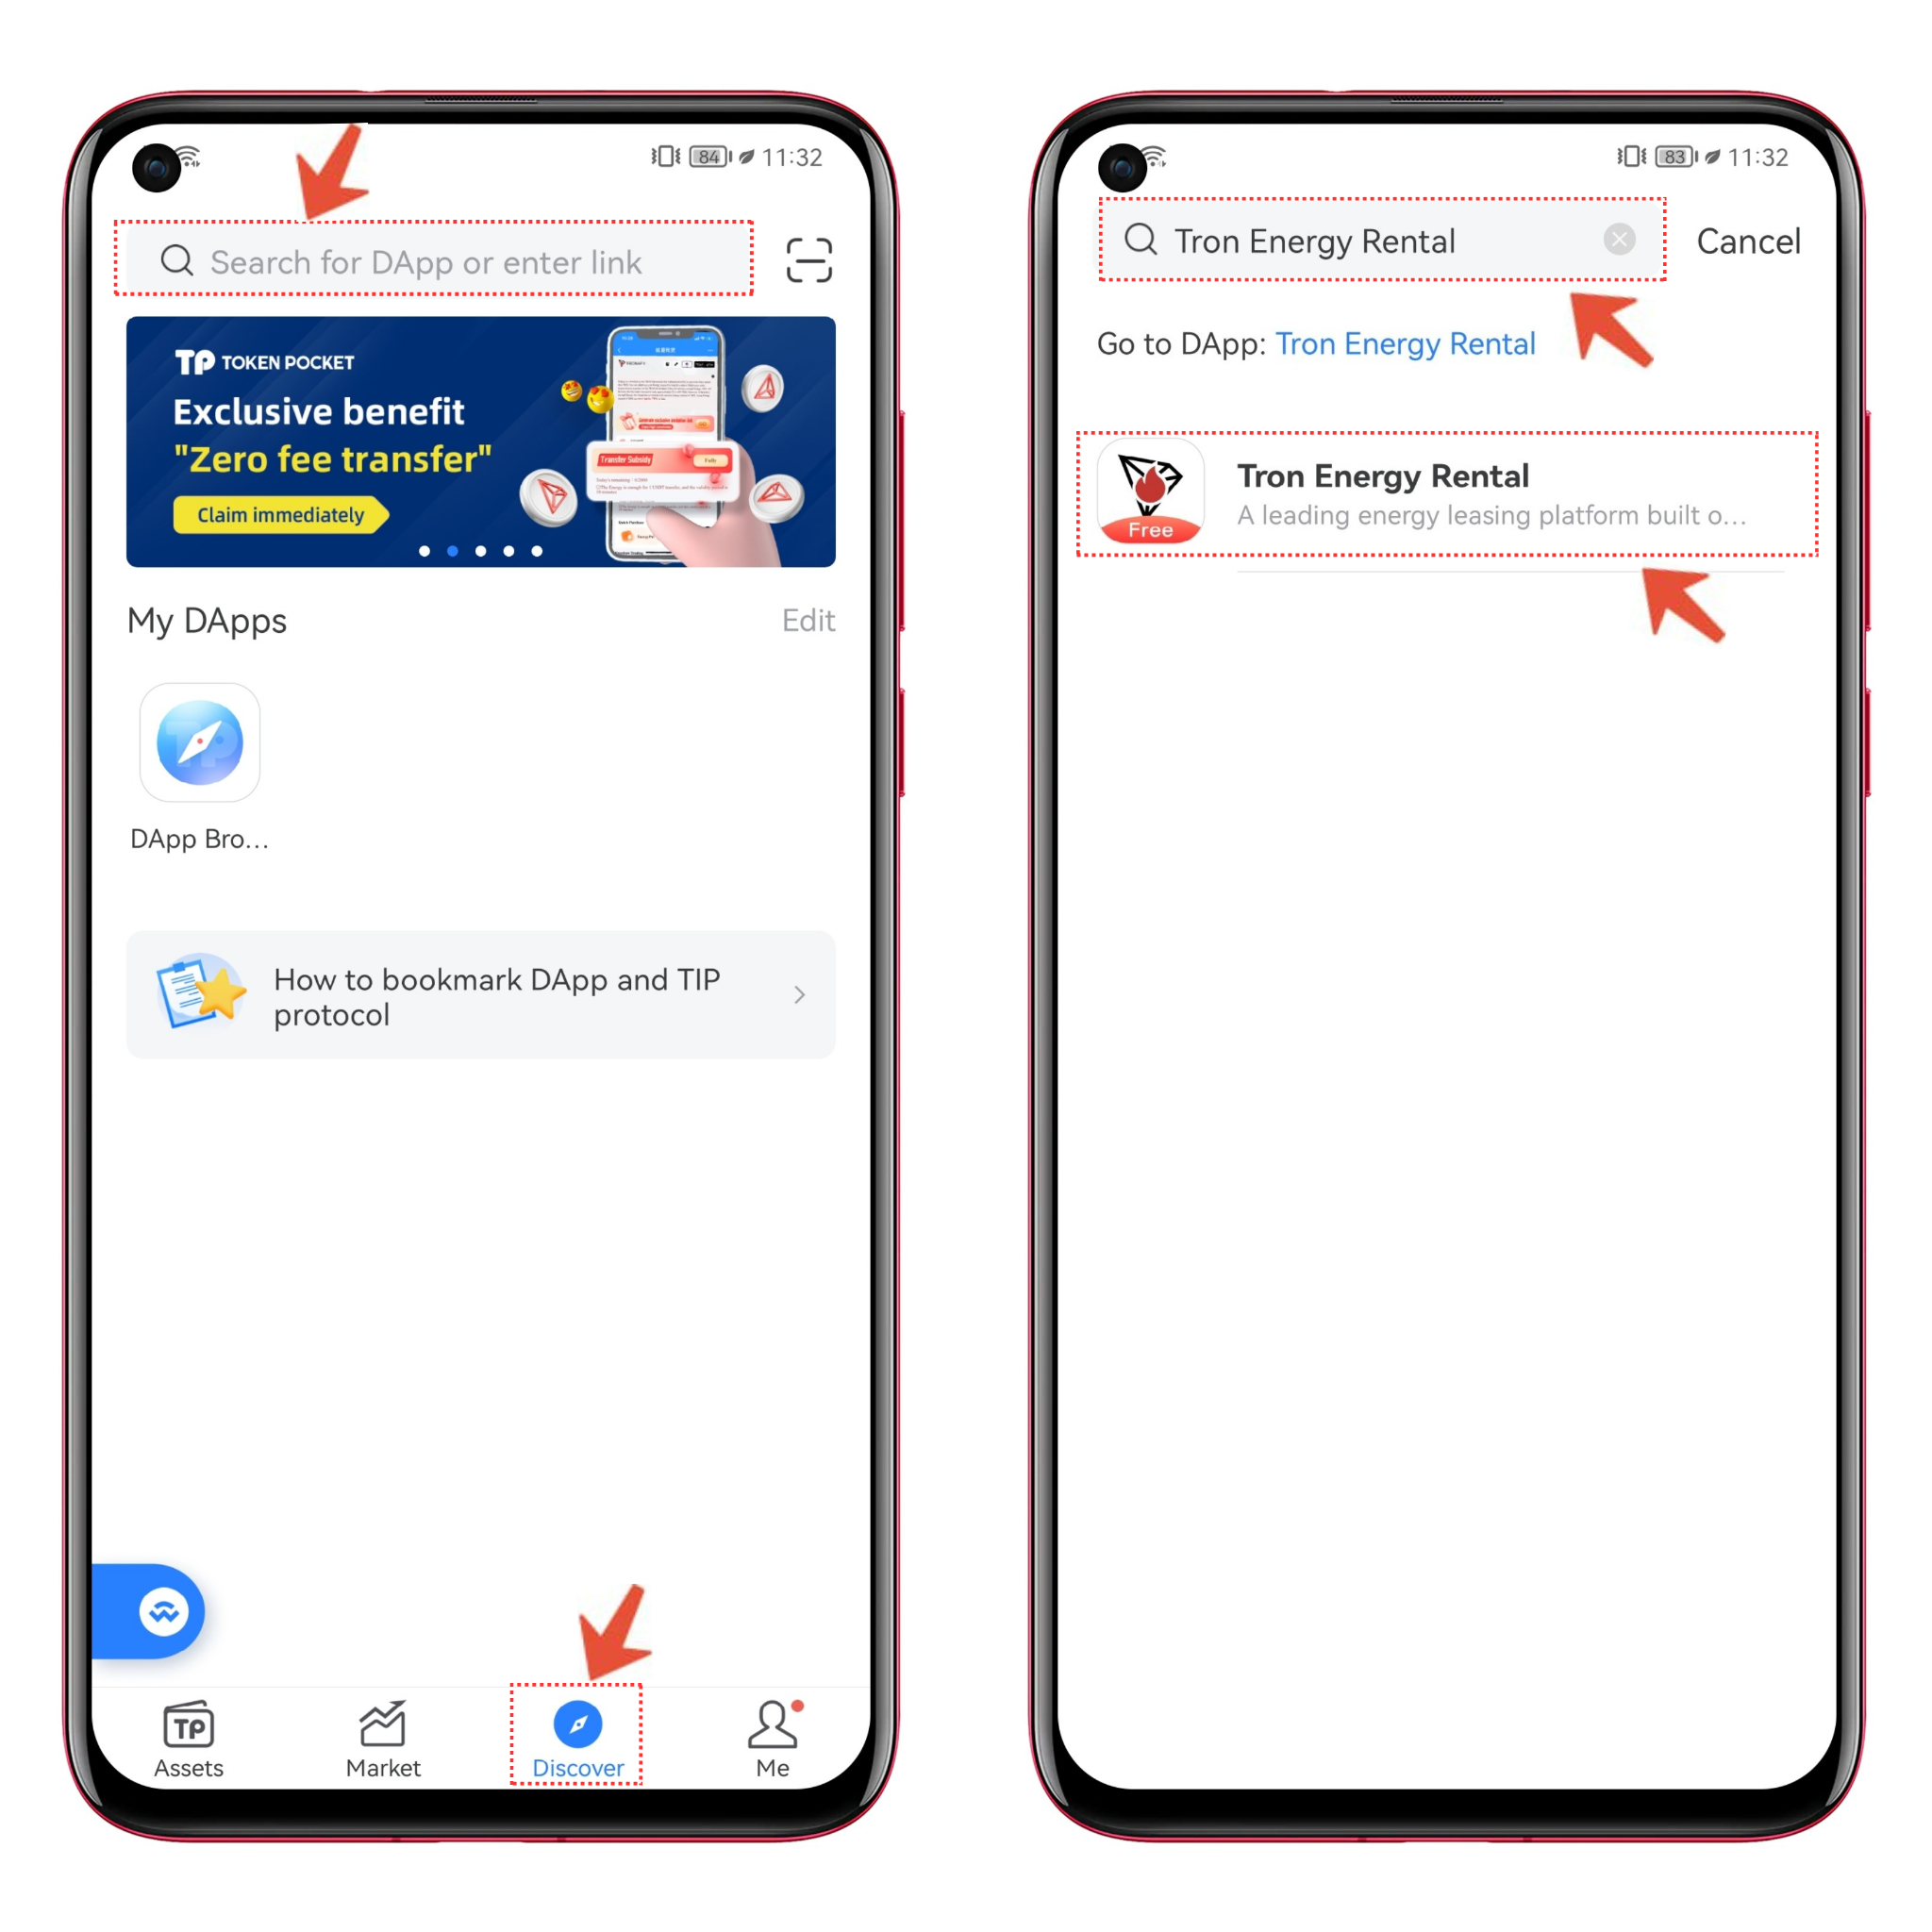 84 11:32
Search for DApp or enter link
TP TOKEN POCKET
Exclusive benefit
"Zero fee transfer"
Claim immediately
Transfer Subsidy
My DApps
Edit
DApp Bro...
How to bookmark DApp and TIP
protocol
TP
Assets
Market
Discover
Me
83 11:32
Tron Energy Rental
Cancel
Go to DApp: Tron Energy Rental
Free
Tron Energy Rental
A leading energy leasing platform built o...